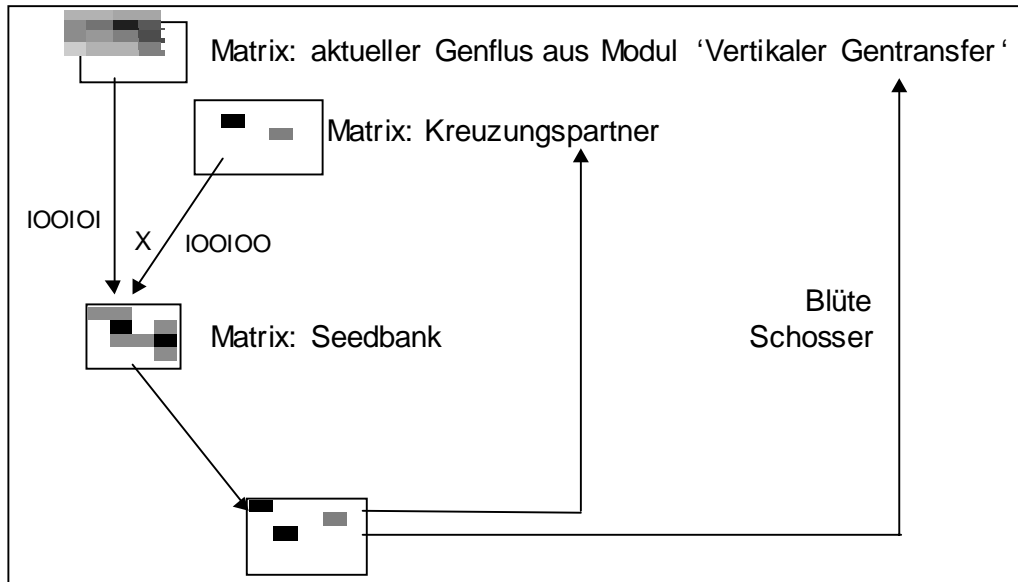 Matrix: aktueller Genflus aus Modul ‘Vertikaler Gentransfer‘
Matrix: Kreuzungspartner
IOOIOI
X
IOOIOO
Blüte
Schosser
Matrix: Seedbank